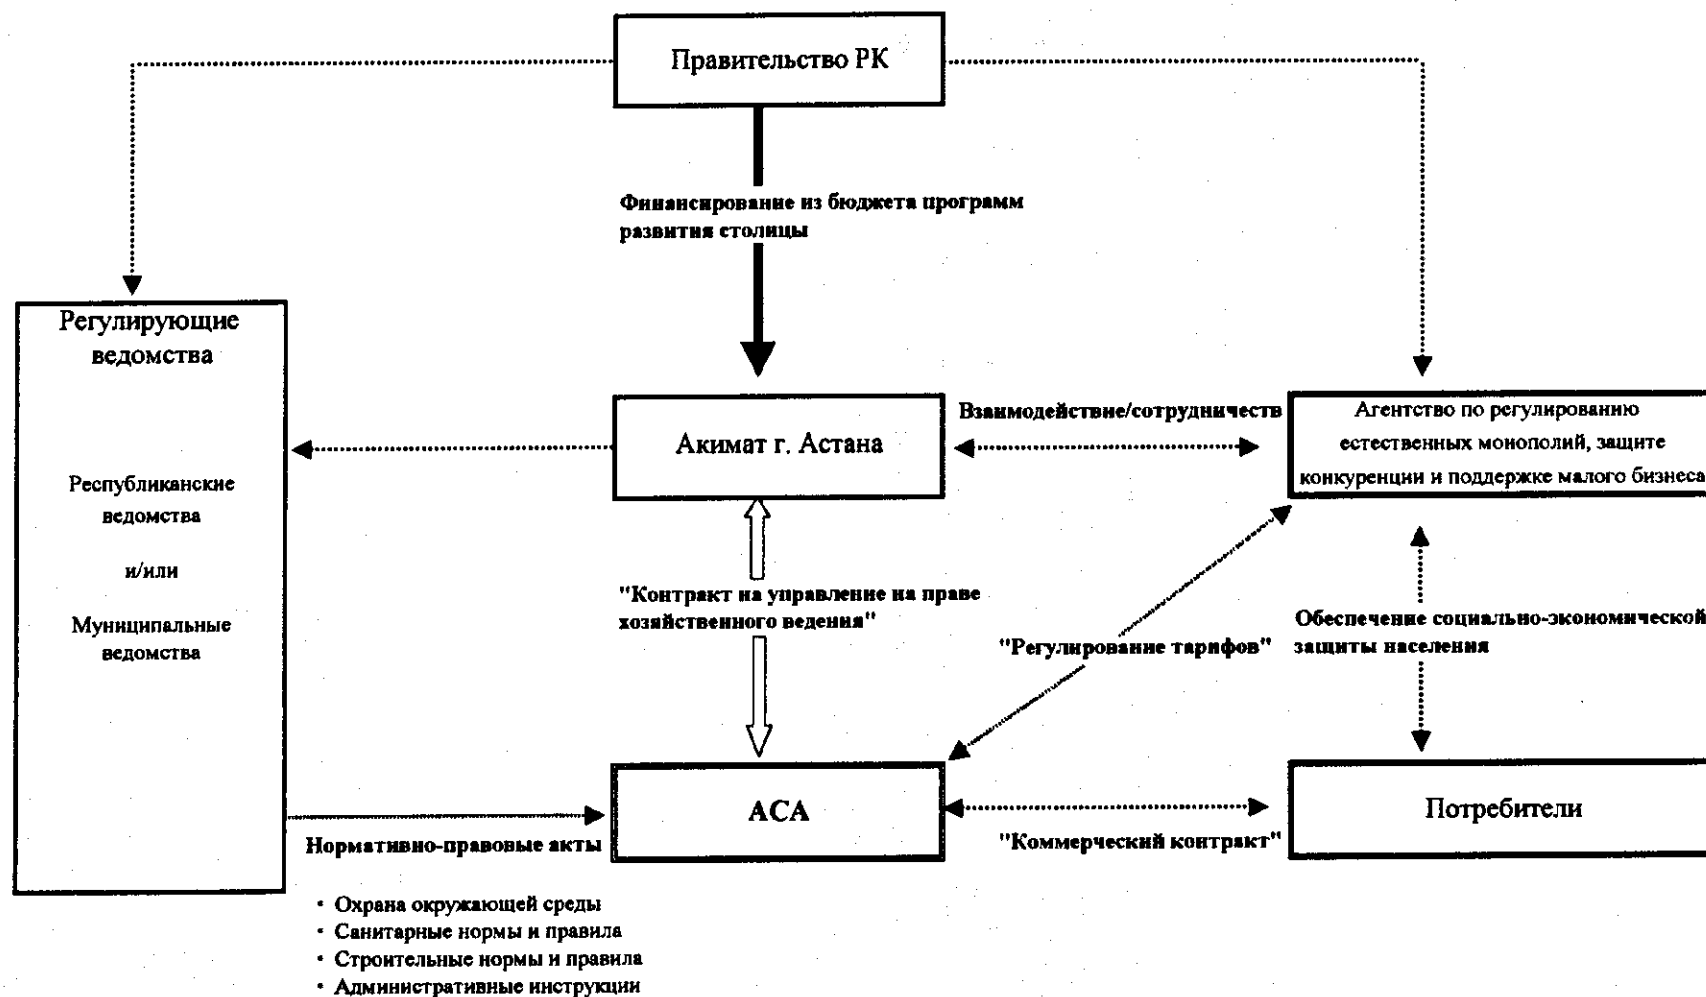 Правительство РК
Финансирование из бюджета программ
развития столицы
Регулирующие
ведомства
Республиканские
ведомства
и/или
Муниципальные
ведомства
Акимат г. Астана
Взаимодействие/сотрудничеств
Агентство по регулированию
естественных монополий, защите
конкуренции и поддержке малого бизнеса
"Контракт на управление на праве
хозяйственного ведения"
"Регулирование тарифов"
Обеспечение социально-экономической
защиты населения
АСА
Потребители
"Коммерческий контракт"
Нормативно-правовые акты
• Охрана окружающей среды
• Санитарные нормы и правила
• Строительные нормы и правила
• Административные инструкции